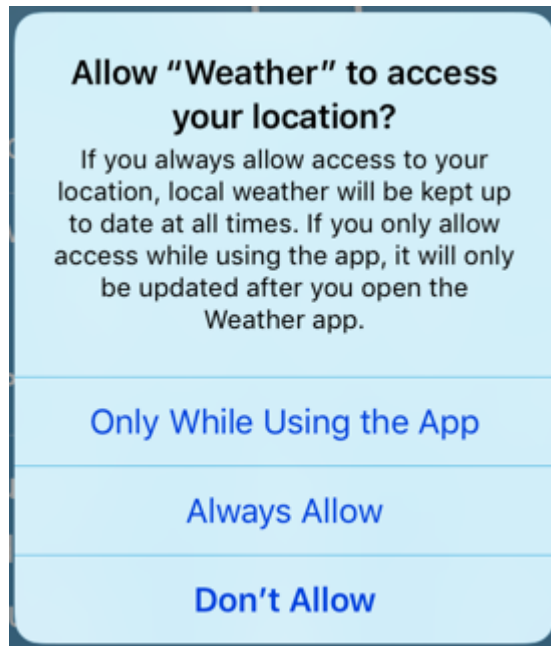 Allow “Weather” to access
your location?
If you always allow access to your
location, local weather will be kept up
to date at all times. If you only allow
access while using the app, it will only
be updated after you open the
Weather app.
Only While Using the App
Always Allow
Don’t Allow